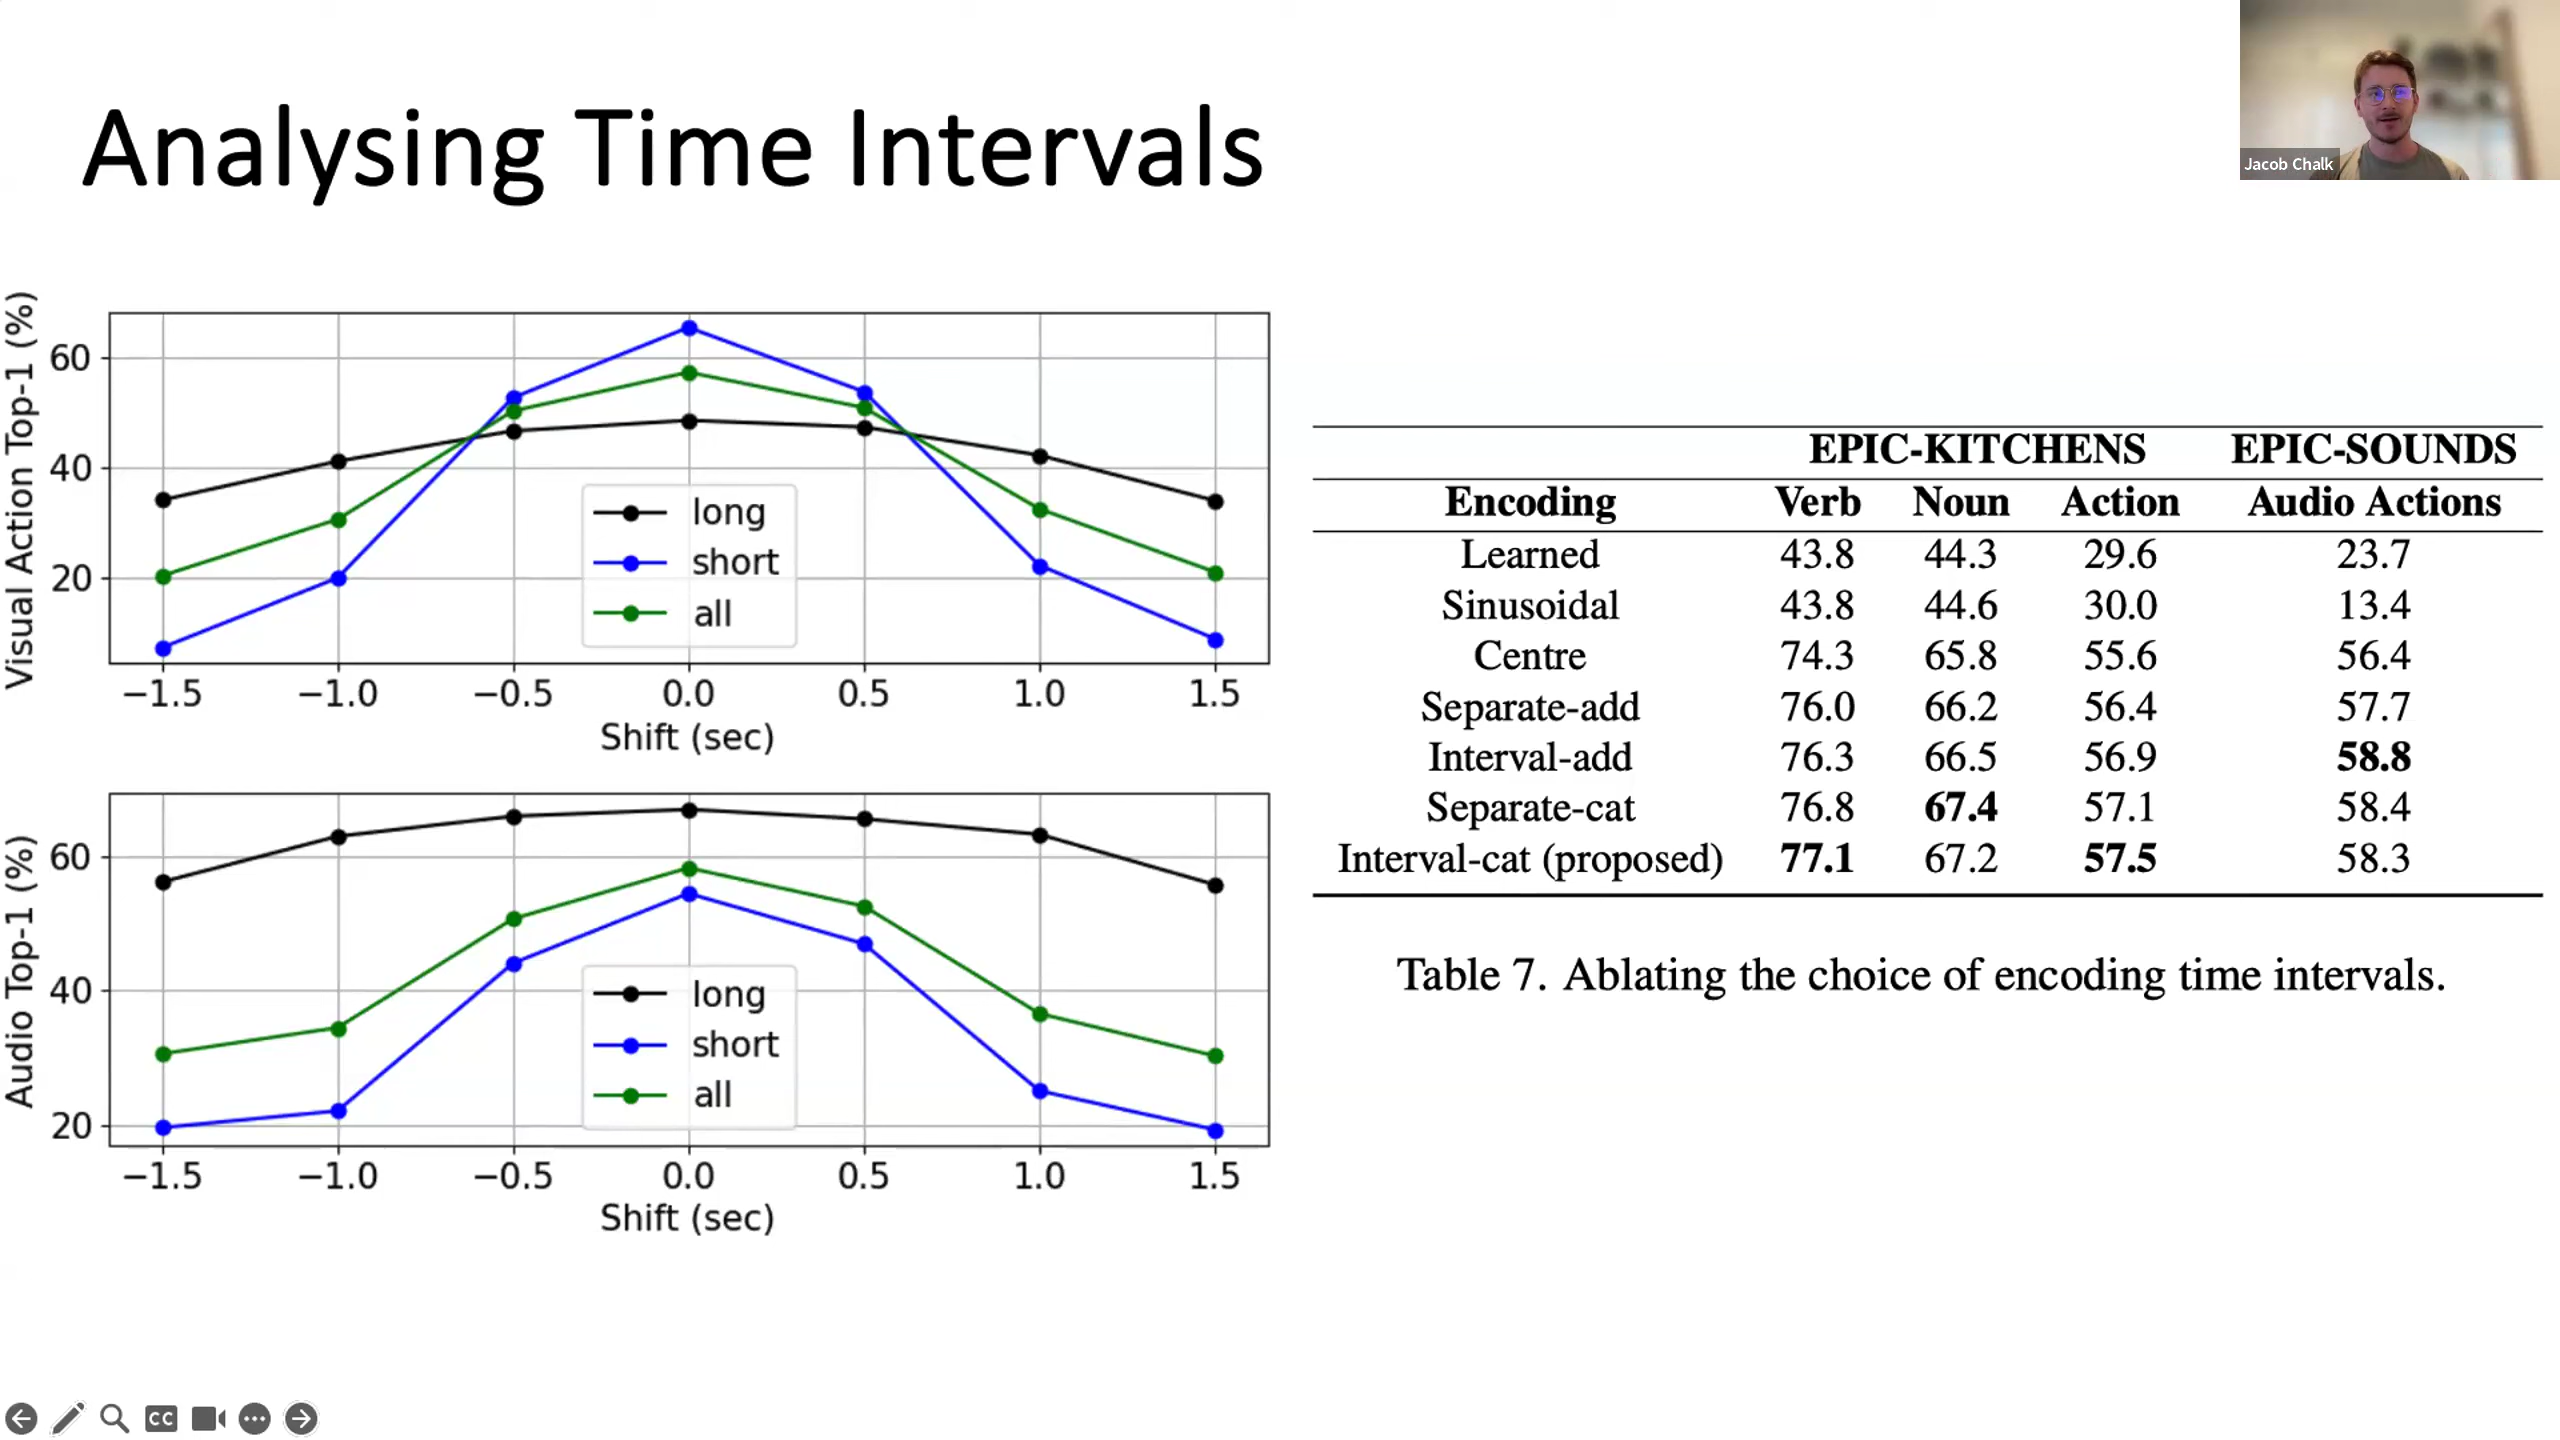 Analysing Time Intervals
Jacob Chalk
Visual Action Top-1 (%)
60
40
20
long
short
all
−1.5 −1.0 −0.5 0.0 0.5 1.0 1.5
Shift (sec)
Audio Top-1 (%)
60
40
20
long
short
all
−1.5 −1.0 −0.5 0.0 0.5 1.0 1.5
Shift (sec)
EPIC-KITCHENS EPIC-SOUNDS
Encoding Verb Noun Action Audio Actions
Learned 43.8 44.3 29.6 23.7
Sinusoidal 43.8 44.6 30.0 13.4
Centre 74.3 65.8 55.6 56.4
Separate-add 76.0 66.2 56.4 57.7
Interval-add 76.3 66.5 56.9 58.8
Separate-cat 76.8 67.4 57.1 58.4
Interval-cat (proposed) 77.1 67.2 57.5 58.3
Table 7. Ablating the choice of encoding time intervals.
CC